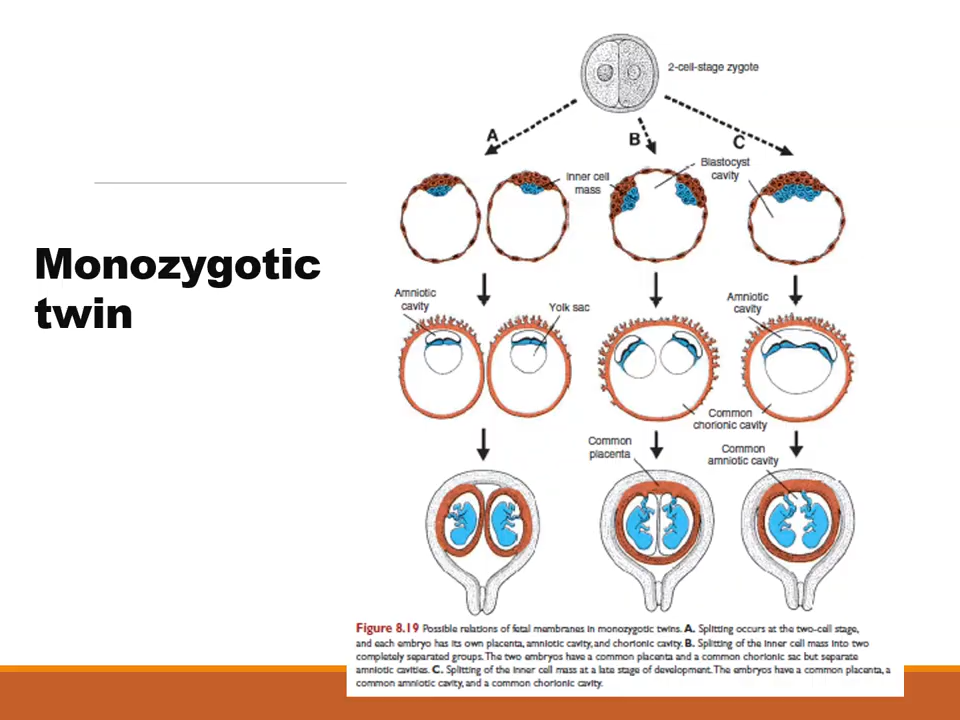 2-cell-stage zygote
A
B
C
Blastocyst
cavity
Inner cell
mass
Monozygotic
twin
Amniotic
cavity
Yolk sac
Amniotic
cavity
Common
chorionic cavity
Common
placenta
Common
amniotic cavity
Figure 8.19 Possible relations of fetal membranes in monozygotic twins. A. Splitting occurs at the two-cell stage,
and each embryo has its own placenta, amniotic cavity, and chorionic cavity. B. Splitting of the inner cell mass into two
completely separated groups. The two embryos have a common placenta and a common chorionic sac but separate
amniotic cavities. C. Splitting of the inner cell mass at a late stage of development. The embryos have a common placenta, a
common amniotic cavity, and a common chorionic cavity.